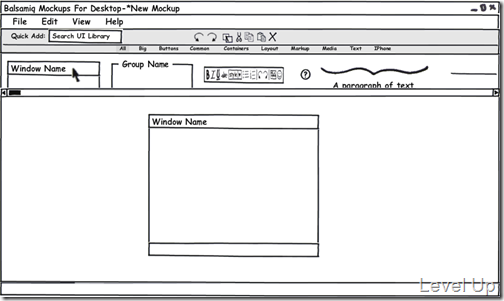 Balsamiq Mockups For Desktop-*New Mockup
File Edit View Help
Quick Add: Search UI Library
All Big Buttons Common Containers Layout Markup Media Text IPhone
Window Name Group Name A paragraph of text
Window Name
Level Up